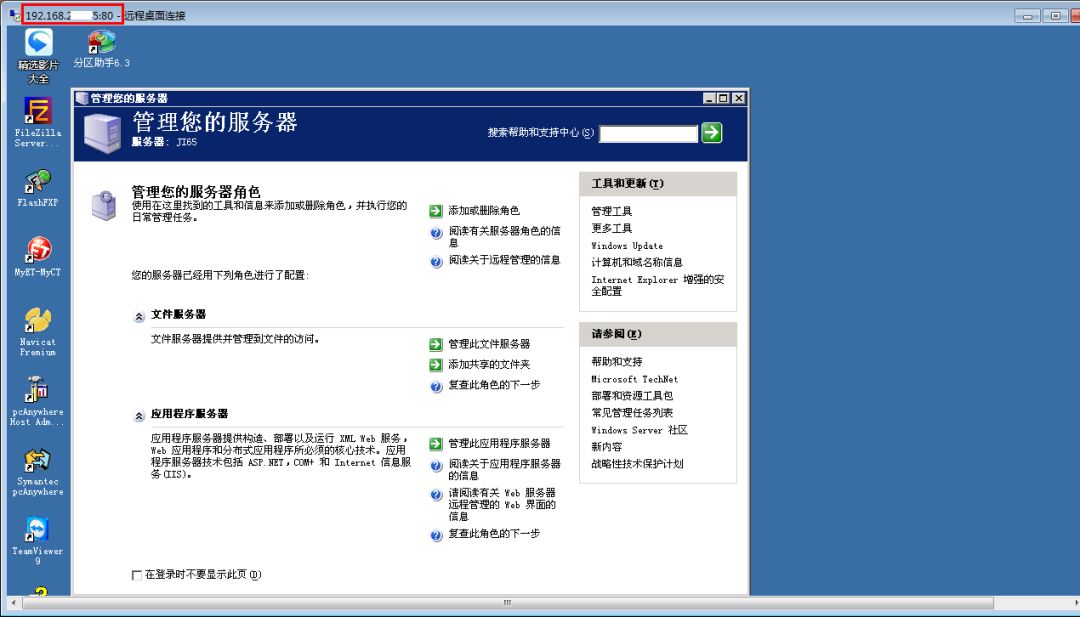 192.168.2 5:80 - 远程桌面连接
精选影片
大全
分区助手6.3
FileZilla
Server...
FlashFXP
MyET-MyCT
Navicat
Premium
pcAnywhere
Host Adm...
Symantec
pcAnywhere
TeamViewer
9
管理您的服务器
管理您的服务器
服务器: JI65
搜索帮助和支持中心(S)
管理您的服务器角色
使用在这里找到的工具和信息来添加或删除角色，并执行您的
日常管理任务。
添加或删除角色
阅读有关服务器角色的信
息
阅读关于远程管理的信息
您的服务器已经用下列角色进行了配置:
文件服务器
文件服务器提供并管理到文件的访问。
管理此文件服务器
添加共享的文件夹
复查此角色的下一步
应用程序服务器
应用程序服务器提供构造、部署以及运行 XML Web 服务，
Web 应用程序和分布式应用程序所必须的核心技术。应用
程序服务器技术包括 ASP.NET，COM+ 和 Internet 信息服
务(IIS)。
管理此应用程序服务器
阅读关于应用程序服务器
的信息
请阅读有关 Web 服务器
远程管理的 Web 界面的
信息
复查此角色的下一步
在登录时不要显示此页(D)
工具和更新(T)
管理工具
更多工具
Windows Update
计算机和域名称信息
Internet Explorer 增强的安
全配置
请参阅(E)
帮助和支持
Microsoft TechNet
部署和资源工具包
常见管理任务列表
Windows Server 社区
新内容
战略性技术保护计划